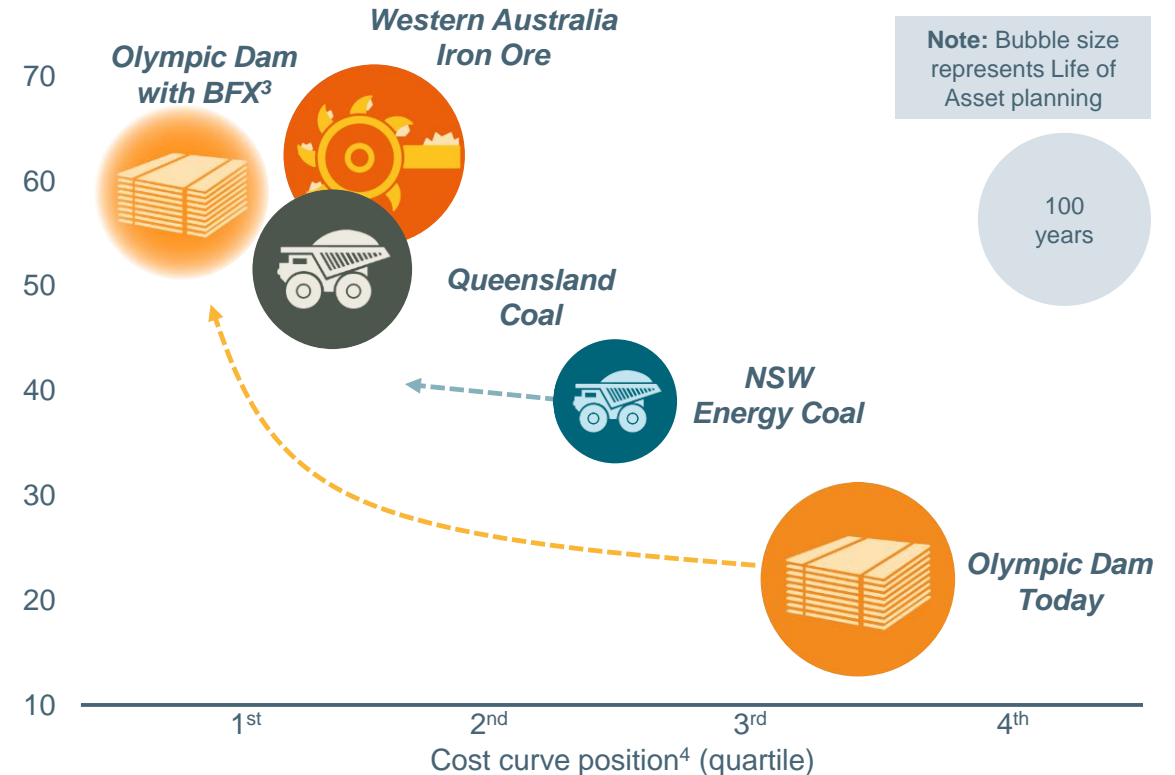 Western Australia
Iron Ore
Olympic Dam
with BFX³
Note: Bubble size
represents Life of
Asset planning
100
years
70
60
50
40
30
20
10
Queensland
Coal
NSW
Energy Coal
Olympic Dam
Today
1st 2nd 3rd 4th
Cost curve position⁴ (quartile)